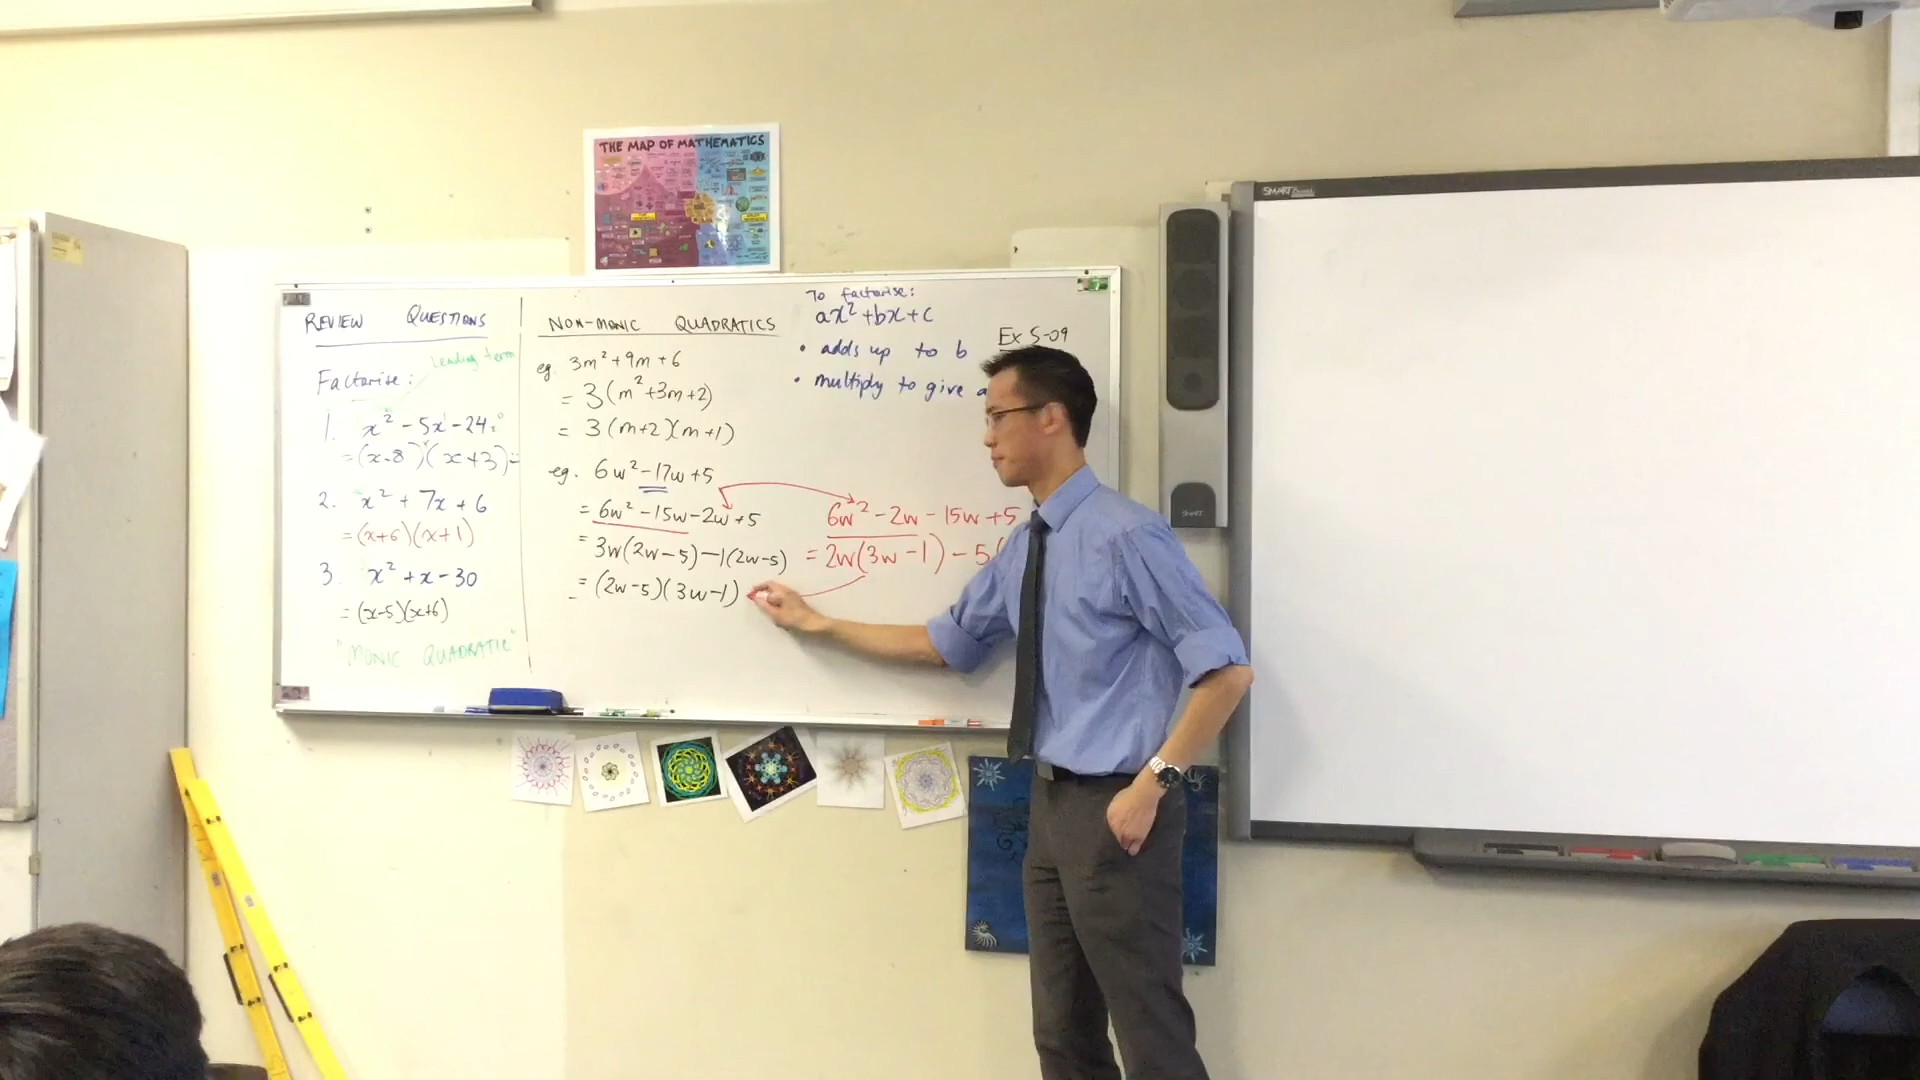 THE MAP OF MATHEMATICS
REVIEW QUESTIONS
Leading term
Factorise:
1. x² - 5x - 24
= (x-8)(x+3)
2. x² + 7x + 6
= (x+6)(x+1)
3. x² + x - 30
= (x-5)(x+6)
"MONIC QUADRATIC"
NON-MONIC QUADRATICS
eg. 3m² + 9m + 6
= 3(m² + 3m + 2)
= 3(m+2)(m+1)
eg. 6w² - 17w + 5
= 6w² - 15w - 2w + 5
= 3w(2w-5) - 1(2w-5)
= (2w-5)(3w-1)
To factorise:
ax² + bx + c
• adds up to b
• multiply to give a
Ex 5-09
6w² - 2w - 15w + 5
= 2w(3w-1) - 5(
SMART
SMART